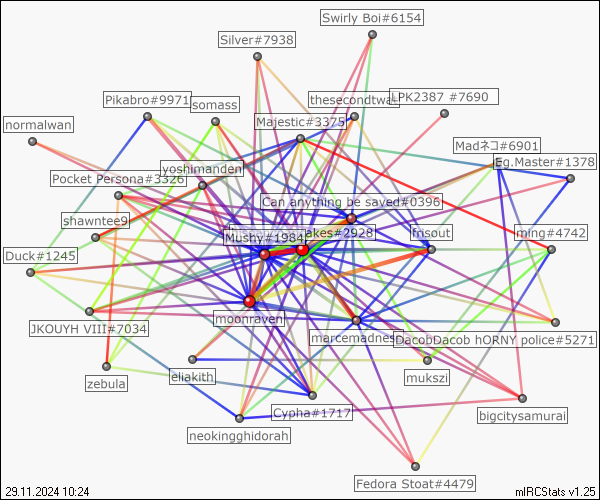 Swirly Boi#6154
Silver#7938
LPK2387 #7690
Pikabro#9971
thesecondtwa
somass
Majestic#3375
normalwan
Madネコ#6901
Eg.Master#1378
yoshimanden
Pocket Persona#3326
Can anything be saved#0396
shawntee9
Mushy#1984
akes#2928
frisout
ming#4742
Duck#1245
moonraven
JKOUYH VIII#7034
marcemadness
DacobDacob hORNY police#5271
eliakith
mukszi
zebula
Cypha#1717
bigcitysamurai
neokingghidorah
Fedora Stoat#4479
29.11.2024 10:24
mIRCStats v1.25